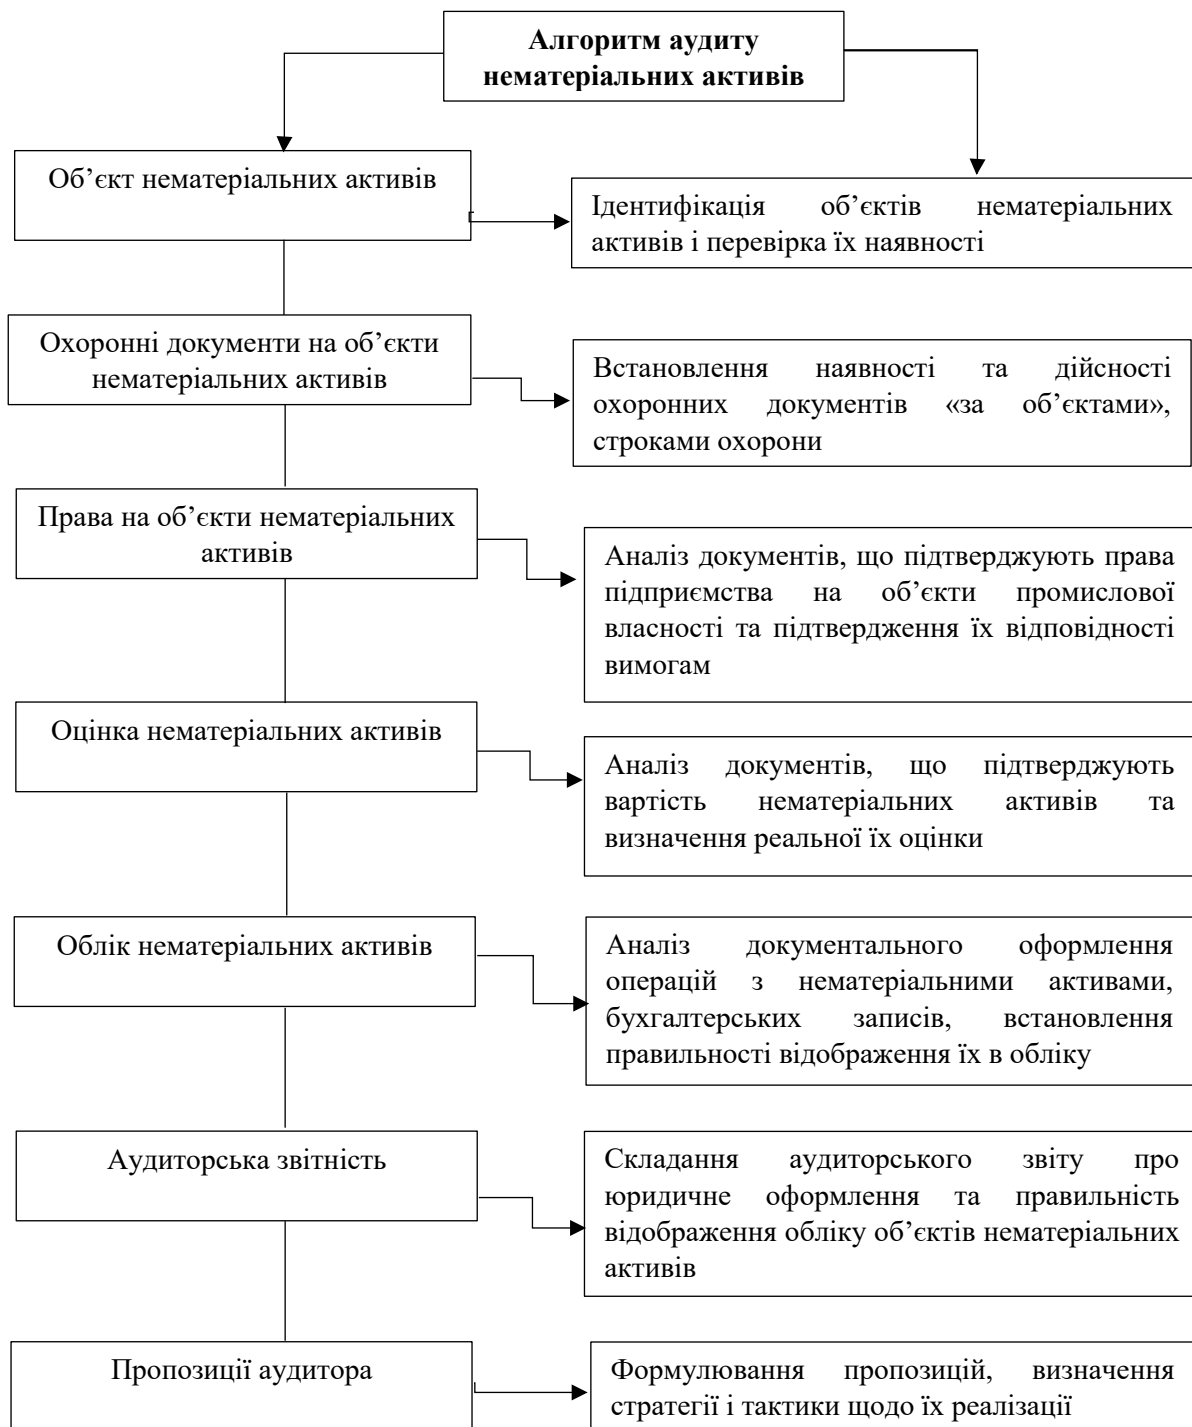 Алгоритм аудиту
нематеріальних активів
Об’єкт нематеріальних активів
Ідентифікація об’єктів нематеріальних
активів і перевірка їх наявності
Охоронні документи на об’єкти
нематеріальних активів
Встановлення наявності та дійсності
охоронних документів «за об’єктами»,
строками охорони
Права на об’єкти нематеріальних
активів
Аналіз документів, що підтверджують права
підприємства на об’єкти промислової
власності та підтвердження їх відповідності
вимогам
Оцінка нематеріальних активів
Аналіз документів, що підтверджують
вартість нематеріальних активів та
визначення реальної їх оцінки
Облік нематеріальних активів
Аналіз документального оформлення
операцій з нематеріальними активами,
бухгалтерських записів, встановлення
правильності відображення їх в обліку
Аудиторська звітність
Складання аудиторського звіту про
юридичне оформлення та правильність
відображення обліку об’єктів нематеріальних
активів
Пропозиції аудитора
Формулювання пропозицій, визначення
стратегії і тактики щодо їх реалізації